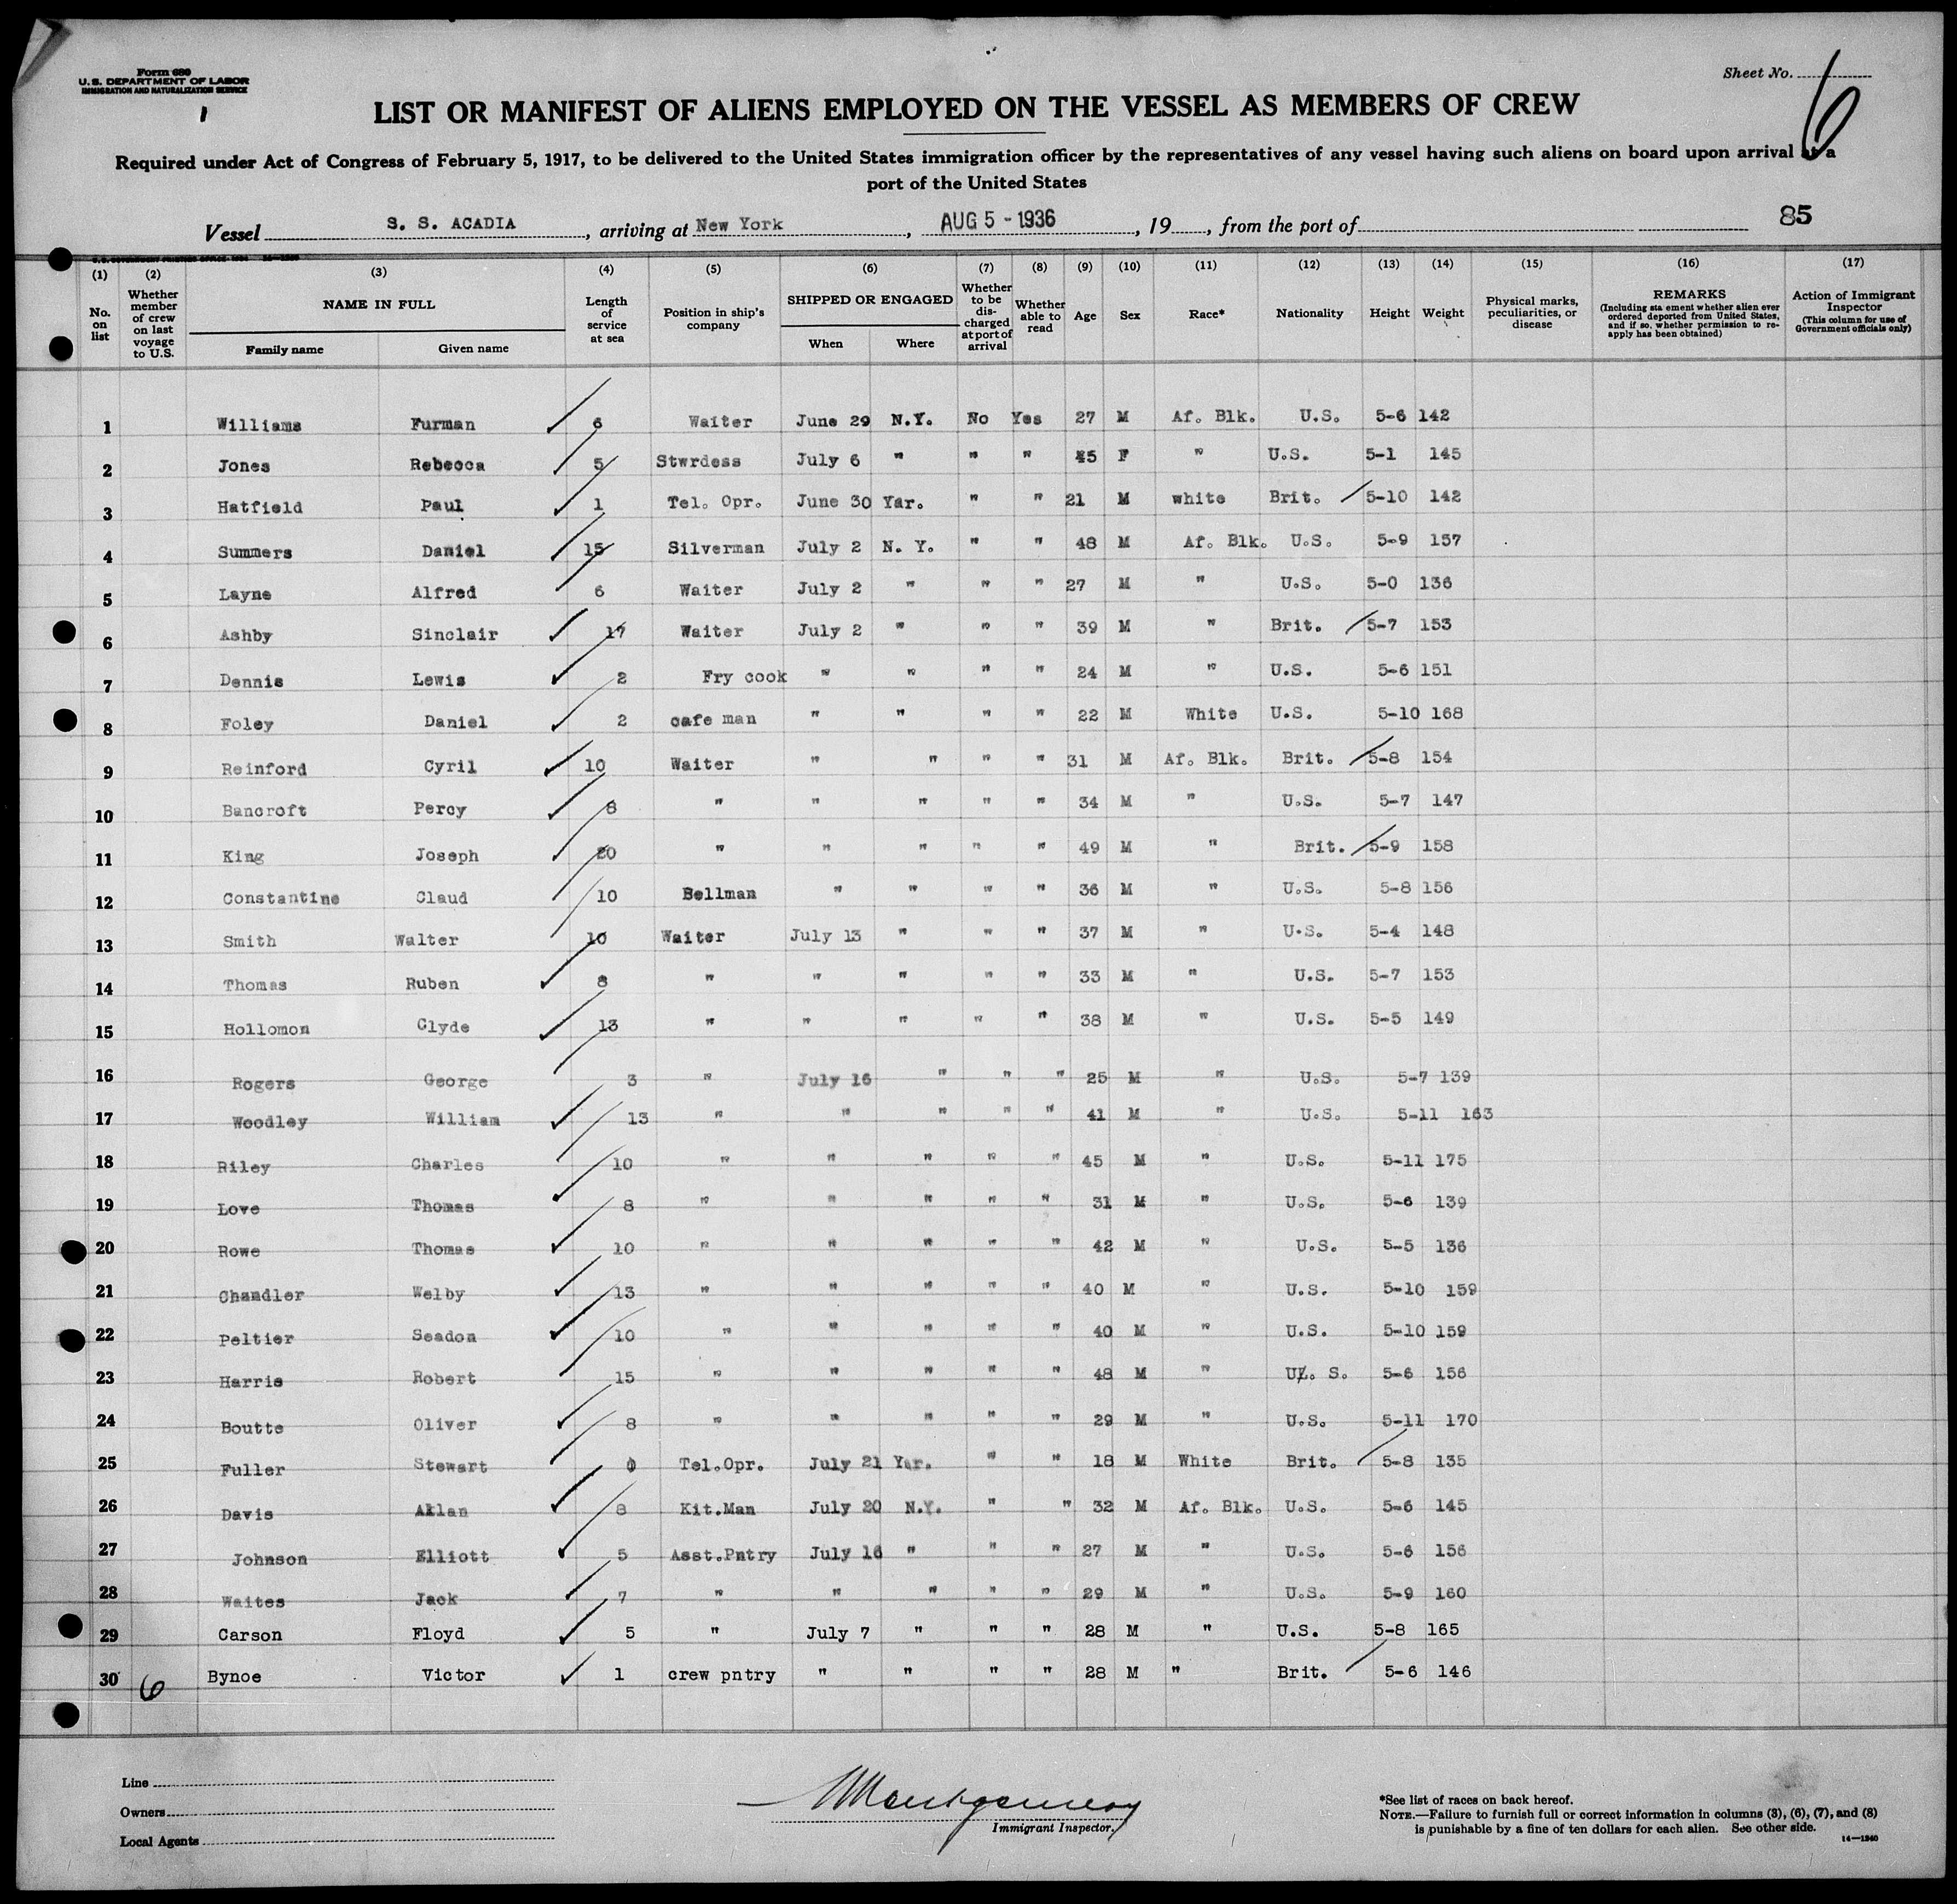 Form 680
U. S. DEPARTMENT OF LABOR
IMMIGRATION AND NATURALIZATION SERVICE
1
Sheet No. 6
LIST OR MANIFEST OF ALIENS EMPLOYED ON THE VESSEL AS MEMBERS OF CREW
Required under Act of Congress of February 5, 1917, to be delivered to the United States immigration officer by the representatives of any vessel having such aliens on board upon arrival at a
port of the United States
Vessel S. S. ACADIA , arriving at New York , AUG 5 - 1936 , 19 , from the port of 85
(1) (2) (3) (4) (5) (6) (7) (8) (9) (10) (11) (12) (13) (14) (15) (16) (17)
No. on list Whether member of crew on last voyage to U.S. NAME IN FULL Family name Given name Length of service at sea Position in ship's company SHIPPED OR ENGAGED When Where Whether to be discharged at port of arrival Whether able to read Age Sex Race* Nationality Height Weight Physical marks, peculiarities, or disease REMARKS (Including sta ement whether alien ever ordered deported from United States, and if so, whether permission to re-apply has been obtained) Action of Immigrant Inspector (This column for use of Government officials only)
1 Williams Furman 6 Waiter June 29 N.Y. No Yes 27 M Af. Blk. U.S. 5-6 142
2 Jones Rebecca 5 Stwrdess July 6 " " " 45 F " U.S. 5-1 145
3 Hatfield Paul 1 Tel. Opr. June 30 Yar. " " 21 M white Brit. 5-10 142
4 Summers Daniel 15 Silverman July 2 N. Y. " " 48 M Af. Blk. U.S. 5-9 157
5 Layne Alfred 6 Waiter July 2 " " " 27 M " U.S. 5-0 136
6 Ashby Sinclair 17 Waiter July 2 " " " 39 M " Brit. 5-7 153
7 Dennis Lewis 2 Fry cook " " " " 24 M " U.S. 5-6 151
8 Foley Daniel 2 cafe man " " " " 22 M White U.S. 5-10 168
9 Reinford Cyril 10 Waiter " " " " 31 M Af. Blk. Brit. 5-8 154
10 Bancroft Percy 8 " " " " " 34 M " U.S. 5-7 147
11 King Joseph 20 " " " " " 49 M " Brit. 5-9 158
12 Constantine Claud 10 Bellman " " " " 36 M " U.S. 5-8 156
13 Smith Walter 10 Waiter July 13 " " " 37 M " U.S. 5-4 148
14 Thomas Ruben 8 " " " " " 33 M " U.S. 5-7 153
15 Hollomon Clyde 13 " " " " " 38 M " U.S. 5-5 149
16 Rogers George 3 " July 16 " " " 25 M " U.S. 5-7 139
17 Woodley William 13 " " " " " 41 M " U.S. 5-11 163
18 Riley Charles 10 " " " " " 45 M " U.S. 5-11 175
19 Love Thomas 8 " " " " " 31 M " U.S. 5-6 139
20 Rowe Thomas 10 " " " " " 42 M " U.S. 5-5 136
21 Chandler Welby 13 " " " " " 40 M " U.S. 5-10 159
22 Peltier Seadon 10 " " " " " 40 M " U.S. 5-10 159
23 Harris Robert 15 " " " " " 48 M " U. S. 5-6 156
24 Boutte Oliver 8 " " " " " 29 M " U.S. 5-11 170
25 Fuller Stewart 0 Tel.Opr. July 21 Yar. " " 18 M White Brit. 5-8 135
26 Davis Allan 8 Kit.Man July 20 N.Y. " " 32 M Af. Blk. U.S. 5-6 145
27 Johnson Elliott 5 Asst.Pntry July 16 " " " 27 M " U.S. 5-6 156
28 Waites Jack 7 " " " " " 29 M " U.S. 5-9 160
29 Carson Floyd 5 " July 7 " " " 28 M " U.S. 5-8 165
30 6 Bynoe Victor 1 crew pntry " " " " 28 M " Brit. 5-6 146
Line
Owners
Local Agents
Montgomery
Immigrant Inspector.
*See list of races on back hereof.
NOTE.—Failure to furnish full or correct information in columns (3), (6), (7), and (8)
is punishable by a fine of ten dollars for each alien. See other side.
14—1240